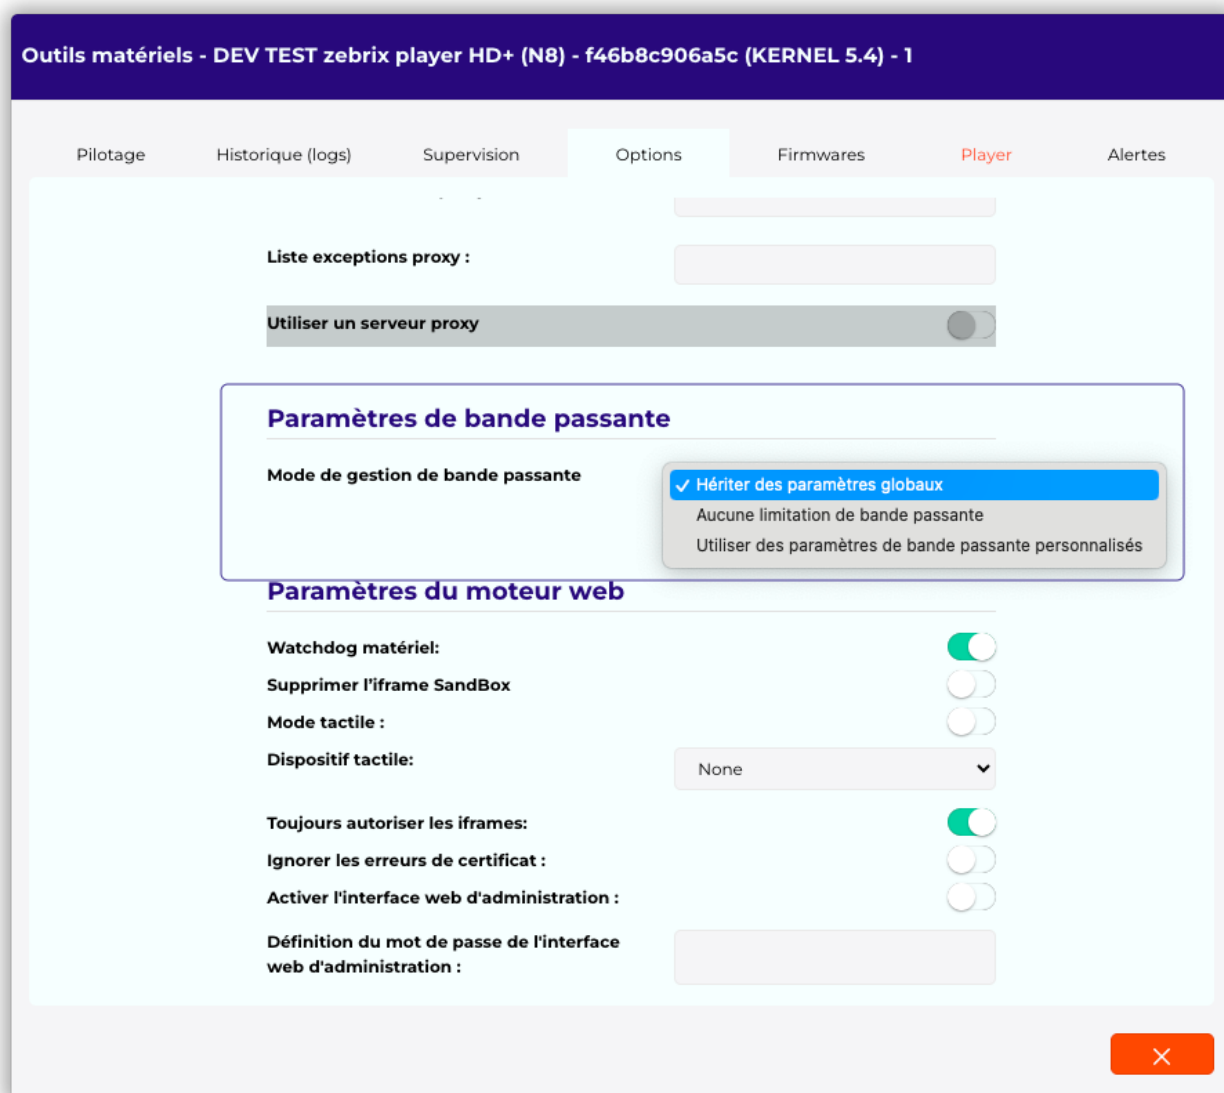 Outils matériels - DEV TEST zebrix player HD+ (N8) - f46b8c906a5c (KERNEL 5.4) - 1
Pilotage
Historique (logs)
Supervision
Options
Firmwares
Player
Alertes
Liste exceptions proxy :
Utiliser un serveur proxy
Paramètres de bande passante
Mode de gestion de bande passante
✓ Hériter des paramètres globaux
Aucune limitation de bande passante
Utiliser des paramètres de bande passante personnalisés
Paramètres du moteur web
Watchdog matériel:
Supprimer l'iframe SandBox
Mode tactile :
Dispositif tactile:
None
Toujours autoriser les iframes:
Ignorer les erreurs de certificat :
Activer l'interface web d'administration :
Définition du mot de passe de l'interface
web d'administration :